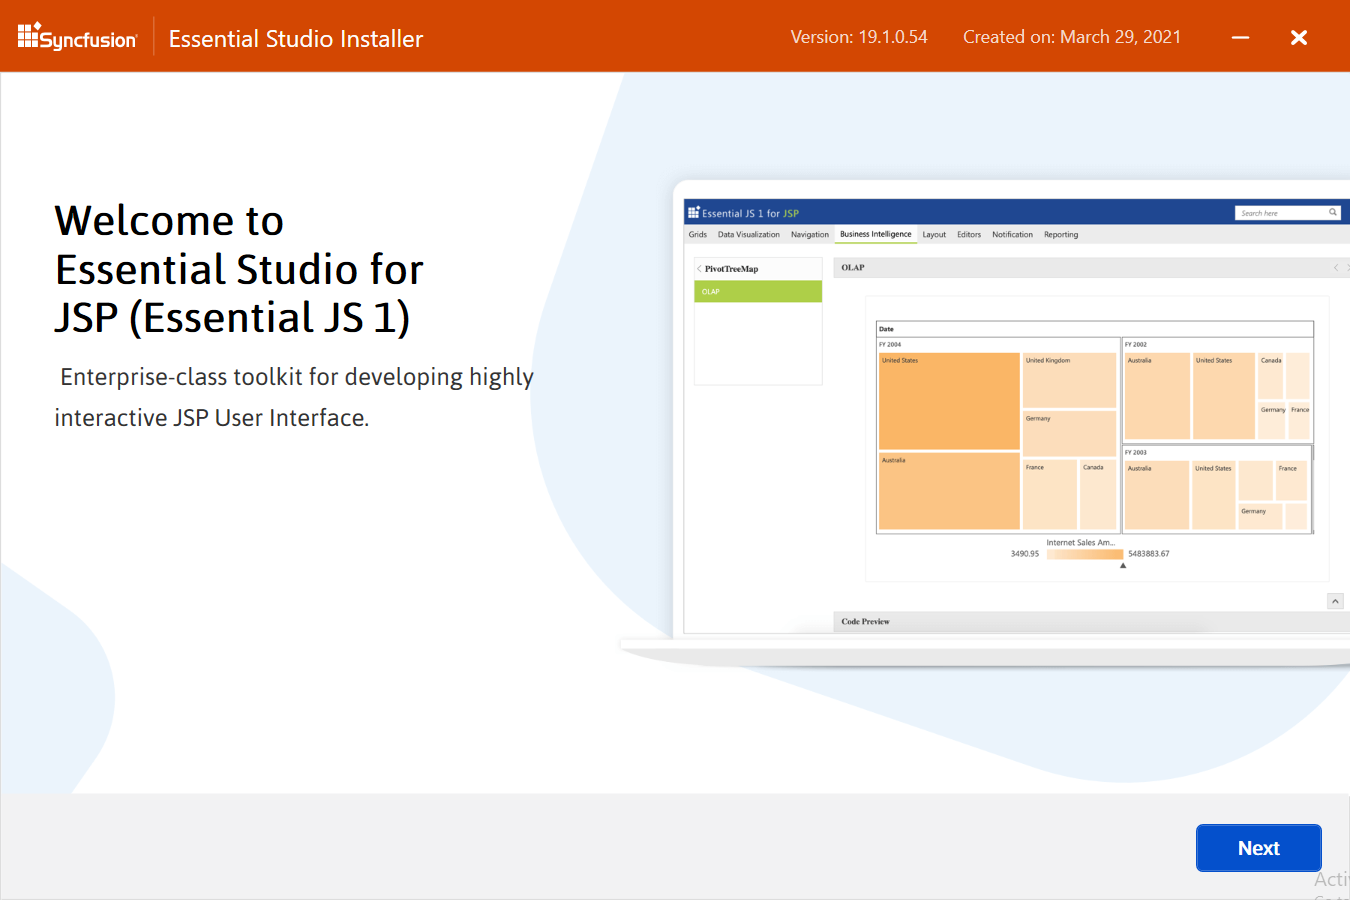 Syncfusion
Essential Studio Installer
Version: 19.1.0.54
Created on: March 29, 2021
Welcome to
Essential Studio for
JSP (Essential JS 1)
Enterprise-class toolkit for developing highly
interactive JSP User Interface.
Essential JS 1 for JSP
Search here
Grids Data Visualization Navigation Business Intelligence Layout Editors Notification Reporting
PivotTreeMap
OLAP
OLAP
Date
FY 2004
United States
United Kingdom
Germany
Australia
France
Canada
FY 2002
Australia
United States
Canada
Germany
France
FY 2003
Australia
United States
France
Germany
Internet Sales Am...
3490.95
5483883.67
Code Preview
Next